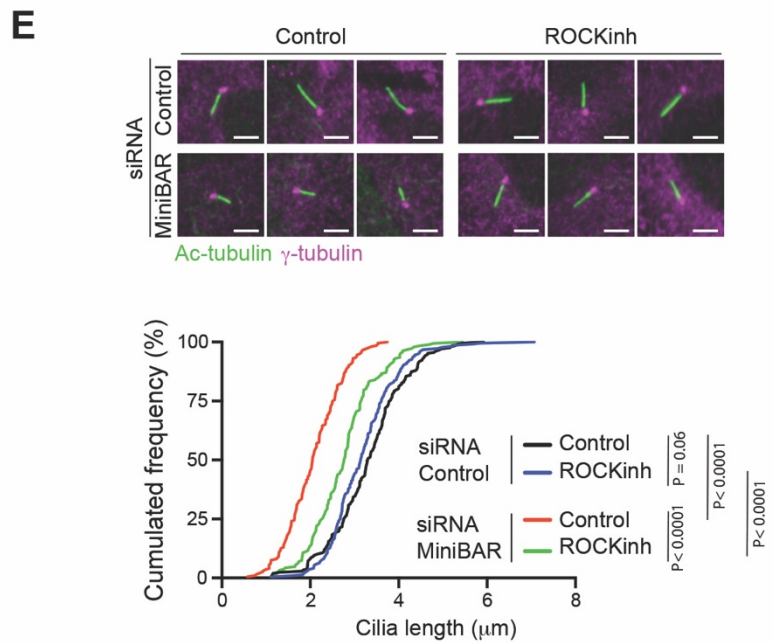 E
Control
ROCKinh
siRNA
Control
MiniBAR
Ac-tubulin γ-tubulin
Cumulated frequency (%)
100
75
50
25
0
0 2 4 6 8
Cilia length (μm)
siRNA
Control
Control
ROCKinh
siRNA
MiniBAR
Control
ROCKinh
P = 0.06
P< 0.0001
P< 0.0001
P< 0.0001